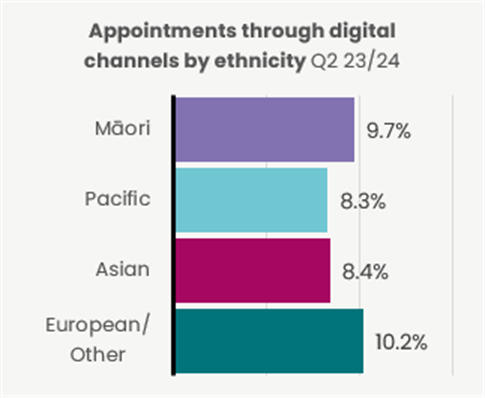 Appointments through digital
channels by ethnicity Q2 23/24
Māori 9.7%
Pacific 8.3%
Asian 8.4%
European/
Other 10.2%